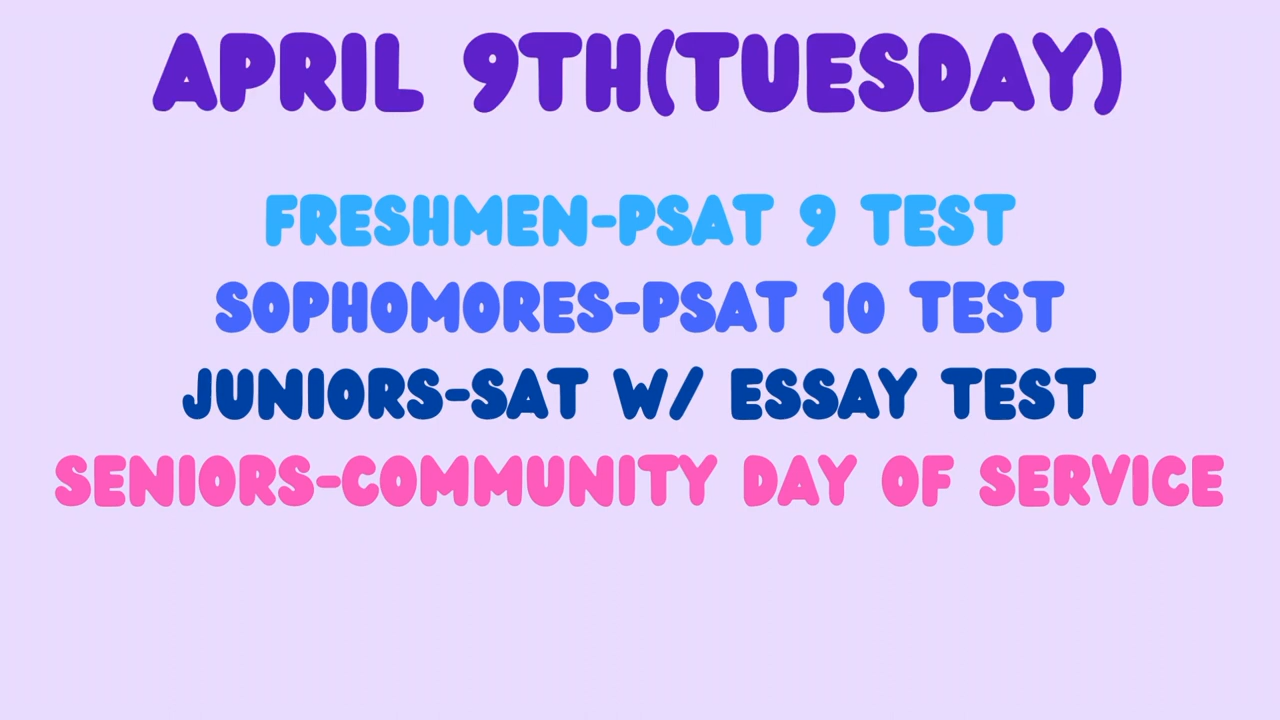 APRIL 9TH(TUESDAY)
FRESHMEN-PSAT 9 TEST
SOPHOMORES-PSAT 10 TEST
JUNIORS-SAT W/ ESSAY TEST
SENIORS-COMMUNITY DAY OF SERVICE